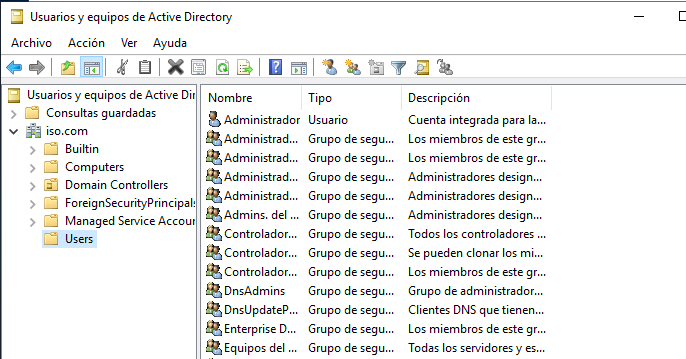 Usuarios y equipos de Active Directory
Archivo Acción Ver Ayuda
Usuarios y equipos de Active Dir
Consultas guardadas
iso.com
Builtin
Computers
Domain Controllers
ForeignSecurityPrincipals
Managed Service Accour
Users
Nombre Tipo Descripción
Administrador Usuario Cuenta integrada para la...
Administrad... Grupo de segu... Los miembros de este gr...
Administrad... Grupo de segu... Los miembros de este gr...
Administrad... Grupo de segu... Administradores design...
Administrad... Grupo de segu... Administradores design...
Admins. del ... Grupo de segu... Administradores design...
Controlador... Grupo de segu... Todos los controladores ...
Controlador... Grupo de segu... Se pueden clonar los mi...
Controlador... Grupo de segu... Los miembros de este gr...
DnsAdmins Grupo de segu... Grupo de administrador...
DnsUpdateP... Grupo de segu... Clientes DNS que tienen...
Enterprise D... Grupo de segu... Los miembros de este gr...
Equipos del ... Grupo de segu... Todas los servidores y es...